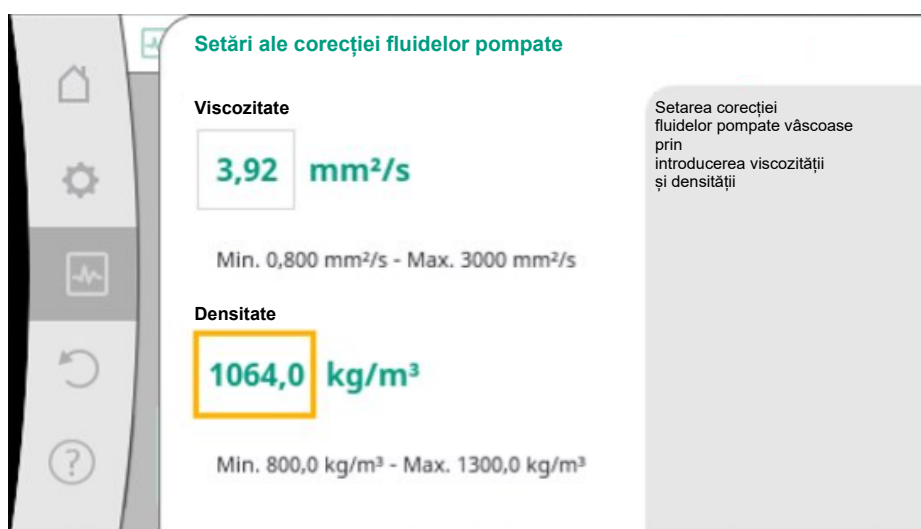 Setări ale corecției fluidelor pompate
Viscozitate
3,92 mm²/s
Min. 0,800 mm²/s - Max. 3000 mm²/s
Densitate
1064,0 kg/m³
Min. 800,0 kg/m³ - Max. 1300,0 kg/m³
Setarea corecției
fluidelor pompate vâscoase
prin
introducerea viscozității
și densității
?